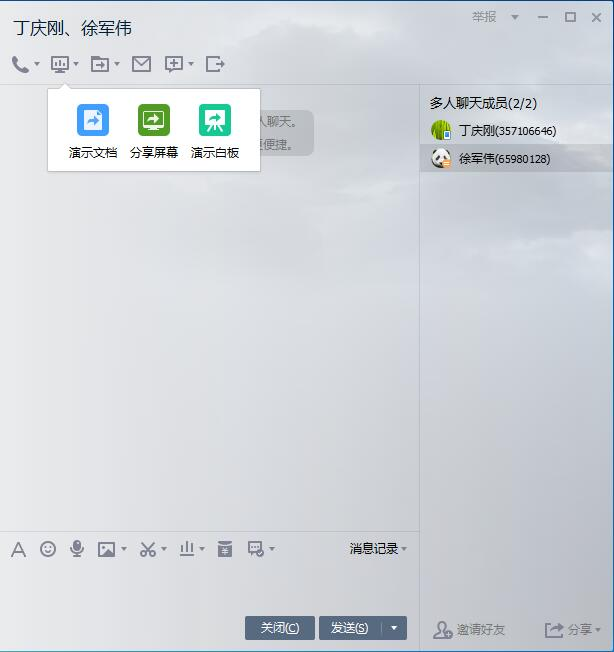 丁庆刚、徐军伟
举报
演示文档 分享屏幕 演示白板
人聊天。
更便捷。
多人聊天成员(2/2)
丁庆刚(357106646)
徐军伟(65980128)
消息记录
关闭(C) 发送(S)
邀请好友 分享